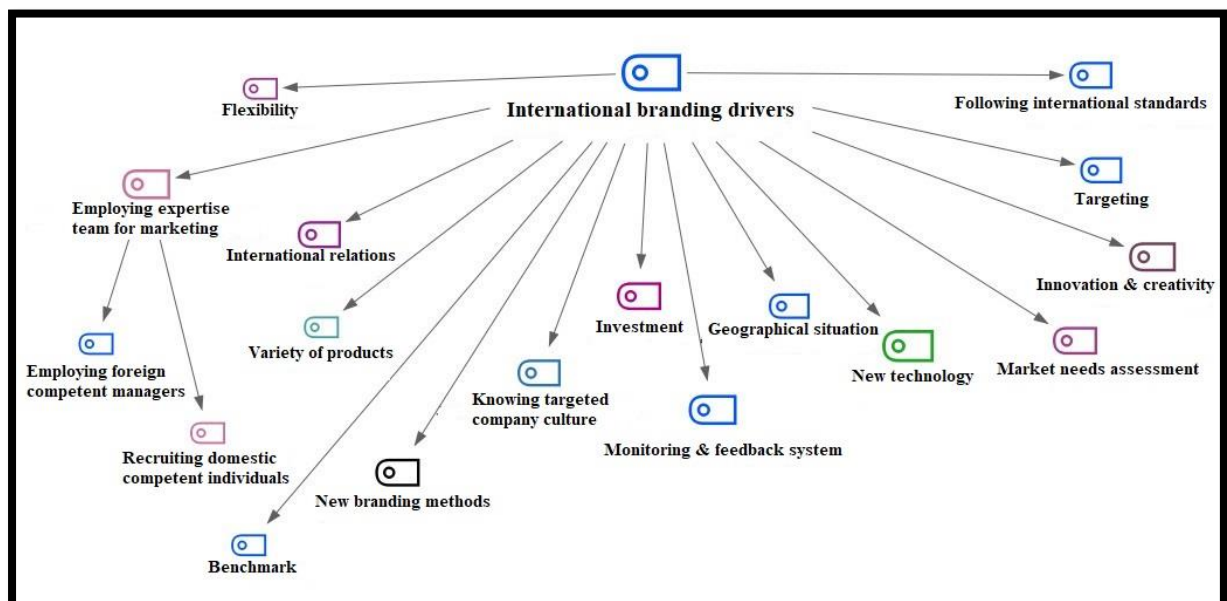 International branding drivers
Flexibility
Following international standards
Employing expertise
team for marketing
Targeting
International relations
Innovation & creativity
Employing foreign
competent managers
Variety of products
Investment
Geographical situation
New technology
Market needs assessment
Recruiting domestic
competent individuals
Knowing targeted
company culture
Monitoring & feedback system
New branding methods
Benchmark